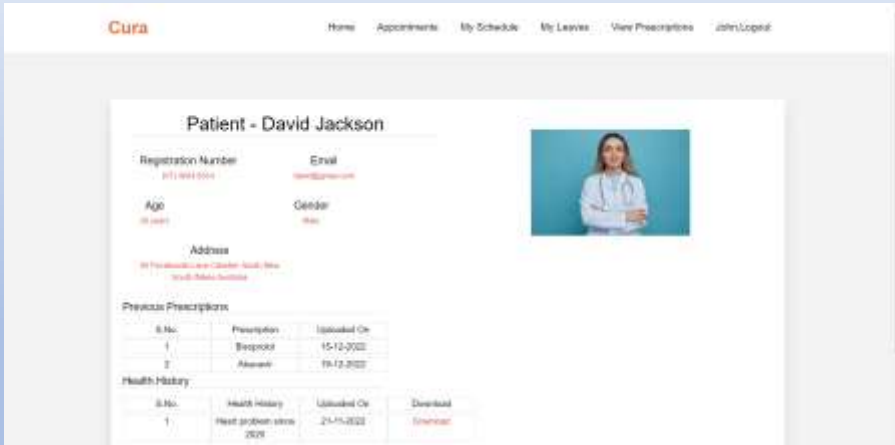 Cura
Home Appointments My Schedule My Leaves View Prescriptions John,Logout
Patient - David Jackson
Registration Number Email
Age Gender
Male
Address
Previous Prescriptions
S.No. Prescription Uploaded On
1 Bisoprolol 15-12-2022
2 19-12-2022
Health History
S.No. Health History Uploaded On Download
1 Heart problem since 21-11-2022 Download
2020